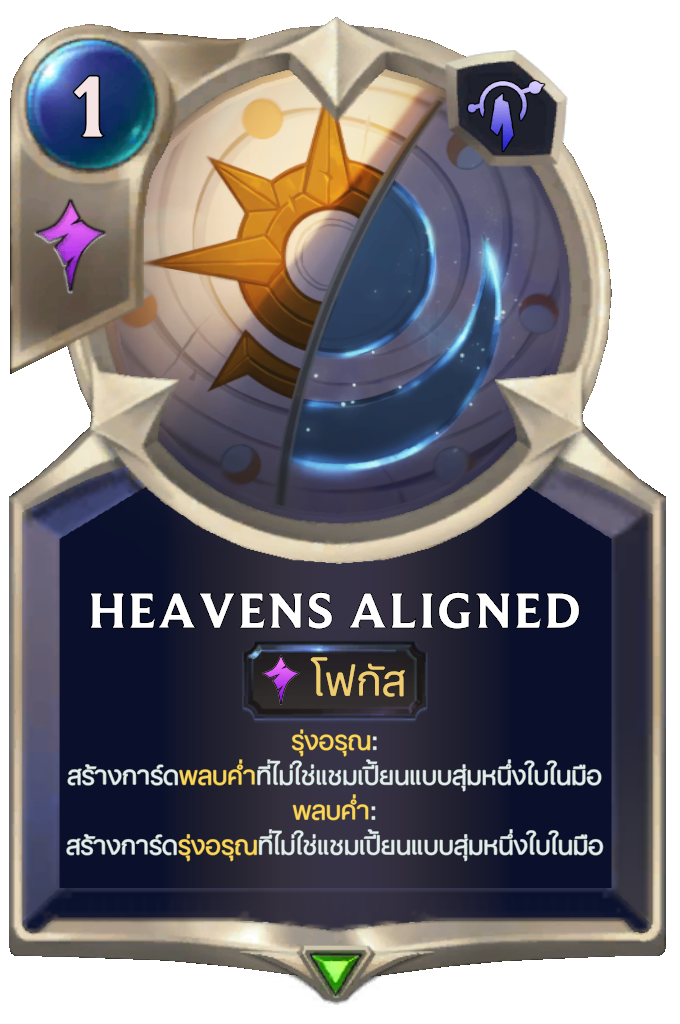 1
HEAVENS ALIGNED
โฟกัส
รุ่งอรุณ:
สร้างการ์ดพลบค่ำที่ไม่ใช่แชมเปี้ยนแบบสุ่มหนึ่งใบในมือ
พลบค่ำ:
สร้างการ์ดรุ่งอรุณที่ไม่ใช่แชมเปี้ยนแบบสุ่มหนึ่งใบในมือ